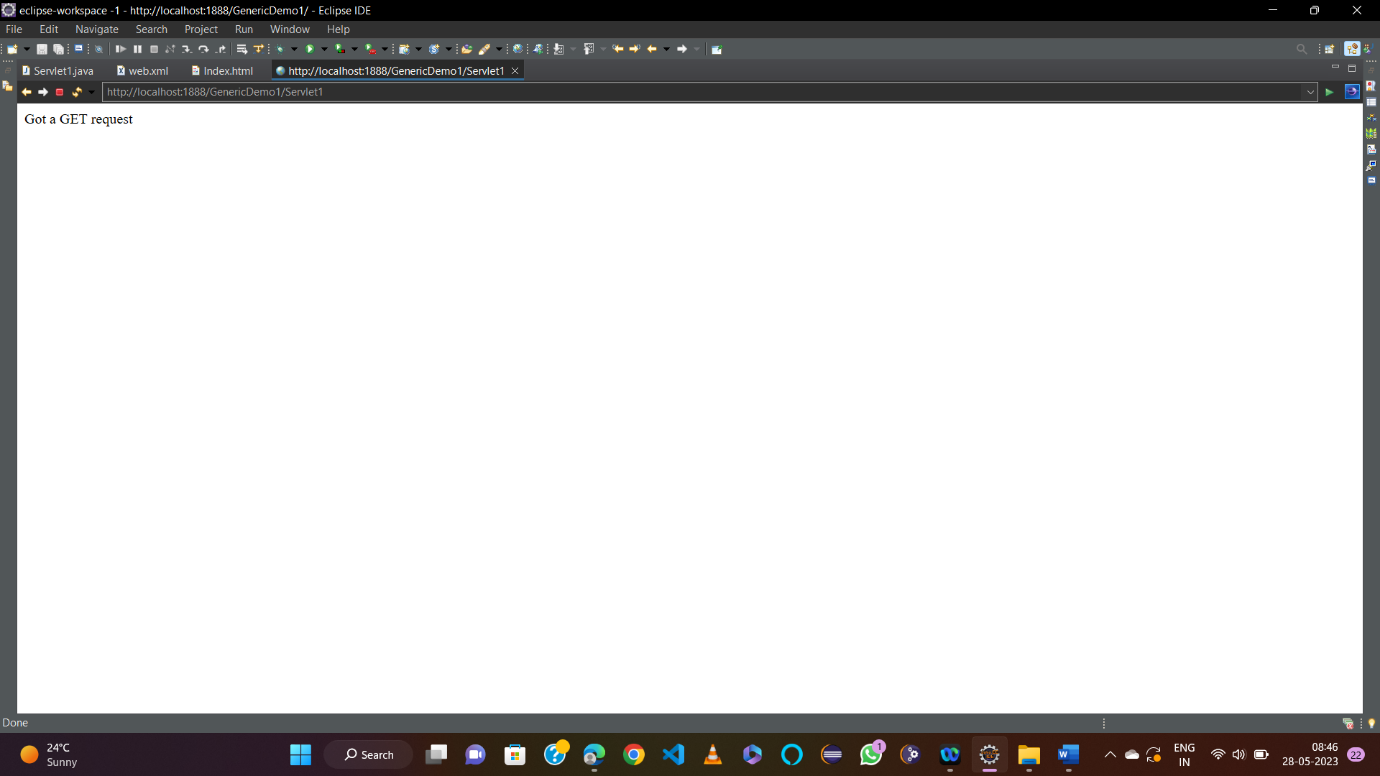 eclipse-workspace -1 - http://localhost:1888/GenericDemo1/ - Eclipse IDE
File Edit Navigate Search Project Run Window Help
Servlet1.java web.xml Index.html http://localhost:1888/GenericDemo1/Servlet1
http://localhost:1888/GenericDemo1/Servlet1
Got a GET request
Done
24°C
Sunny
Search
1
ENG
IN
08:46
28-05-2023
22